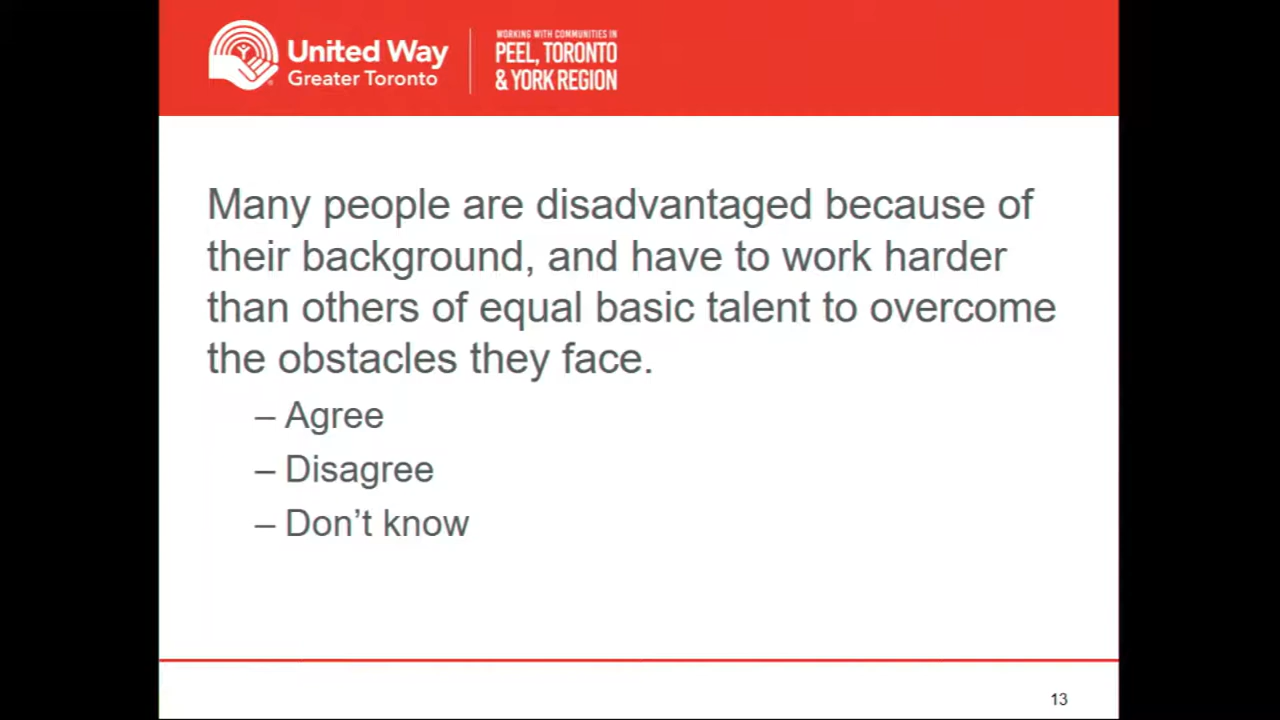 United Way
Greater Toronto
WORKING WITH COMMUNITIES IN
PEEL, TORONTO
& YORK REGION
Many people are disadvantaged because of
their background, and have to work harder
than others of equal basic talent to overcome
the obstacles they face.
– Agree
– Disagree
– Don’t know
13